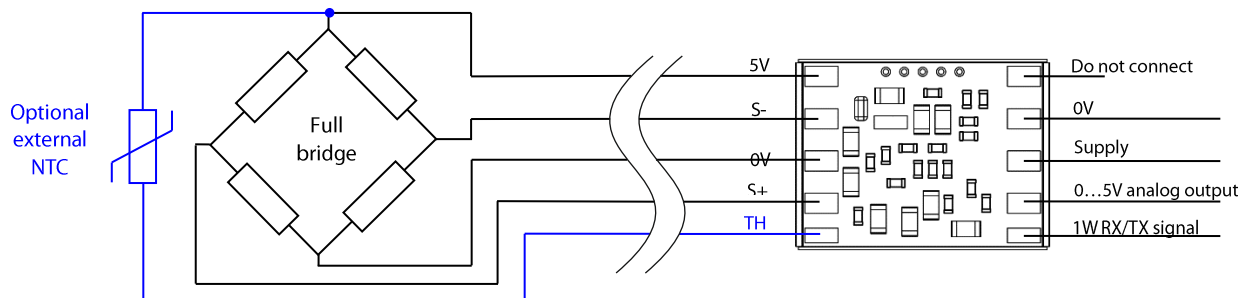 Optional
external
NTC
Full
bridge
5V
S-
0V
S+
TH
Do not connect
0V
Supply
0...5V analog output
1W RX/TX signal